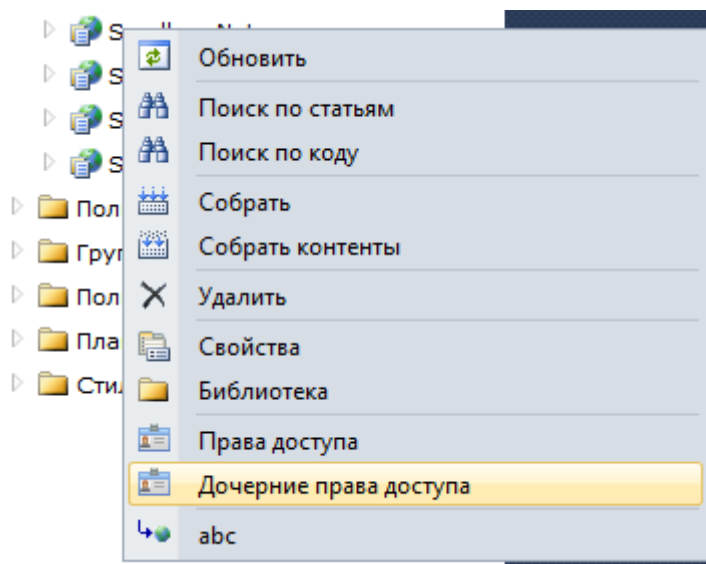 Обновить
Поиск по статьям
Поиск по коду
Собрать
Собрать контенты
Удалить
Свойства
Библиотека
Права доступа
Дочерние права доступа
abc